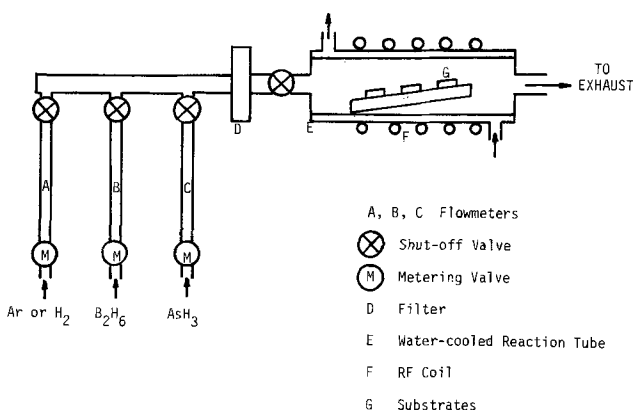 G
TO
EXHAUST
D
E
F
A
B
C
M
M
M
Ar or H2
B2H6
AsH3
A, B, C Flowmeters
Shut-off Valve
M Metering Valve
D Filter
E Water-cooled Reaction Tube
F RF Coil
G Substrates